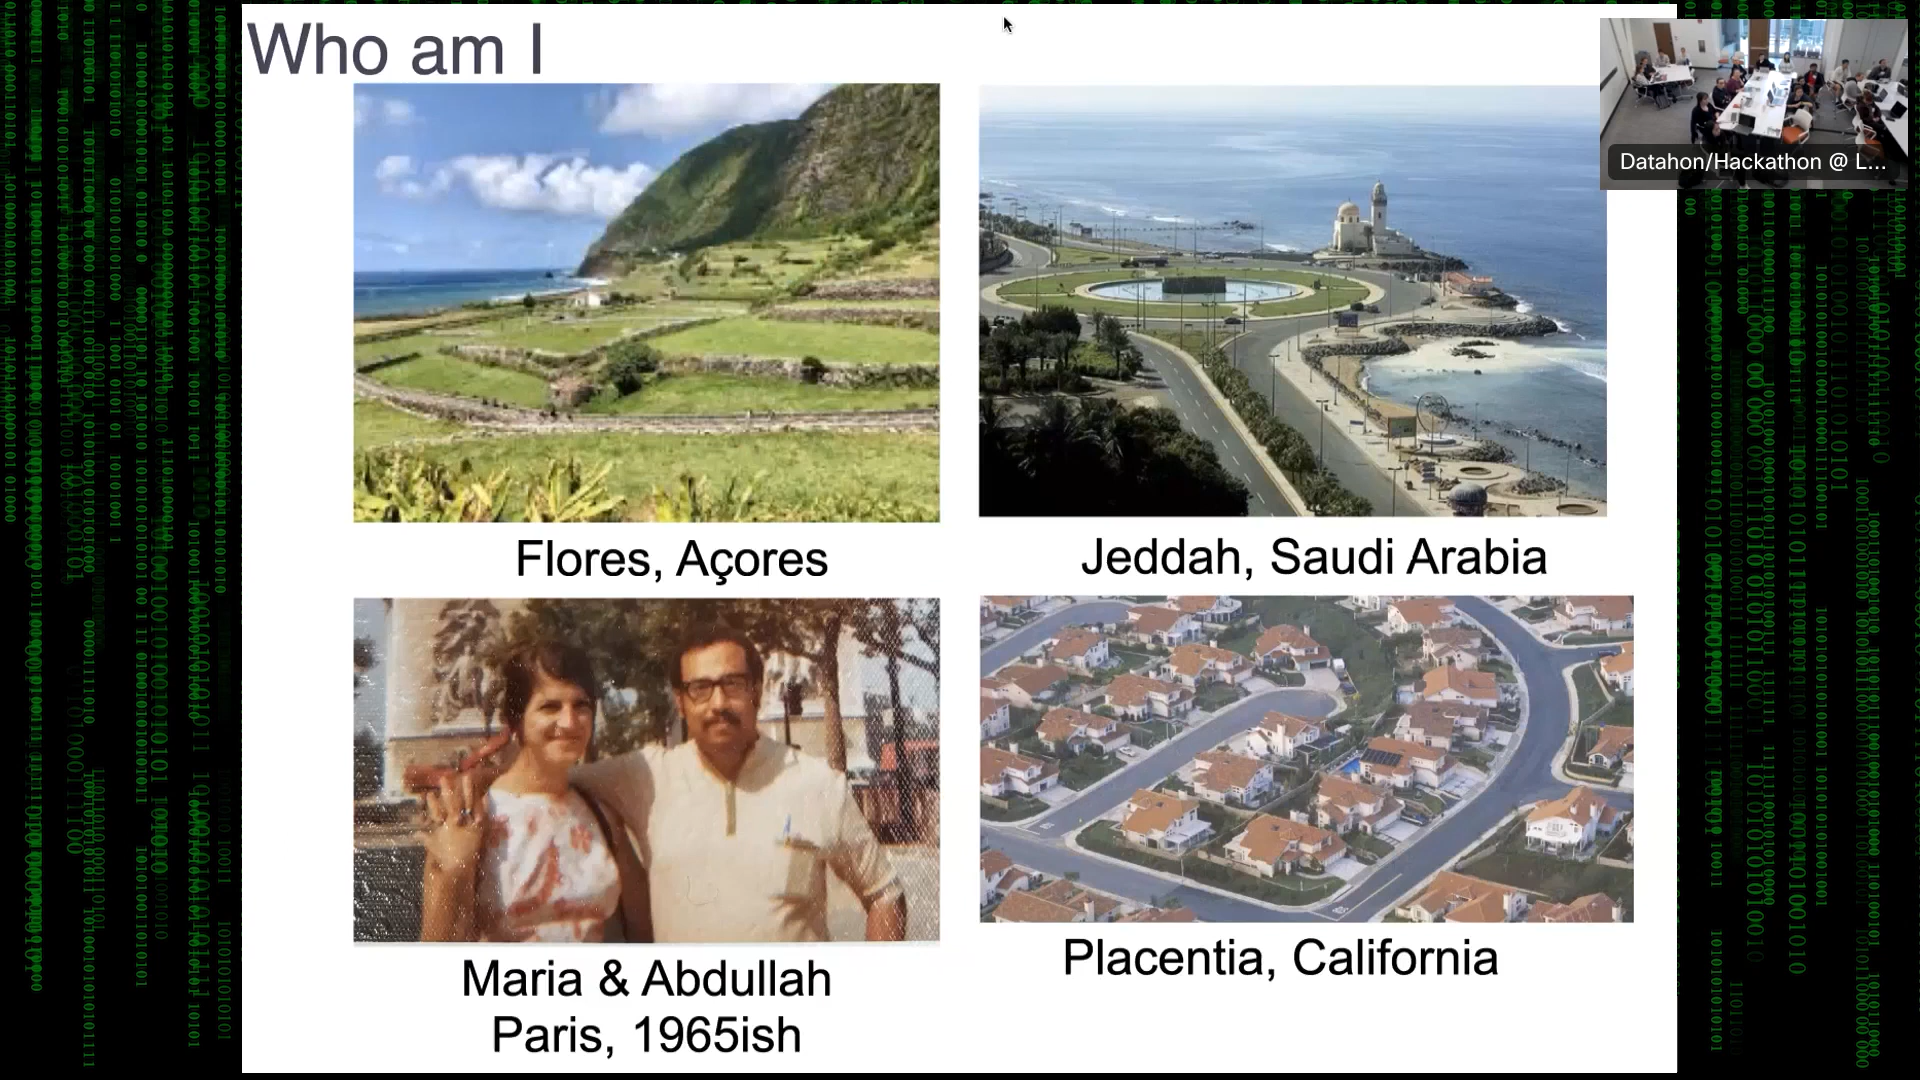 Who am I
Datahon/Hackathon @ L...
Flores, Açores
Jeddah, Saudi Arabia
Maria & Abdullah
Paris, 1965ish
Placentia, California